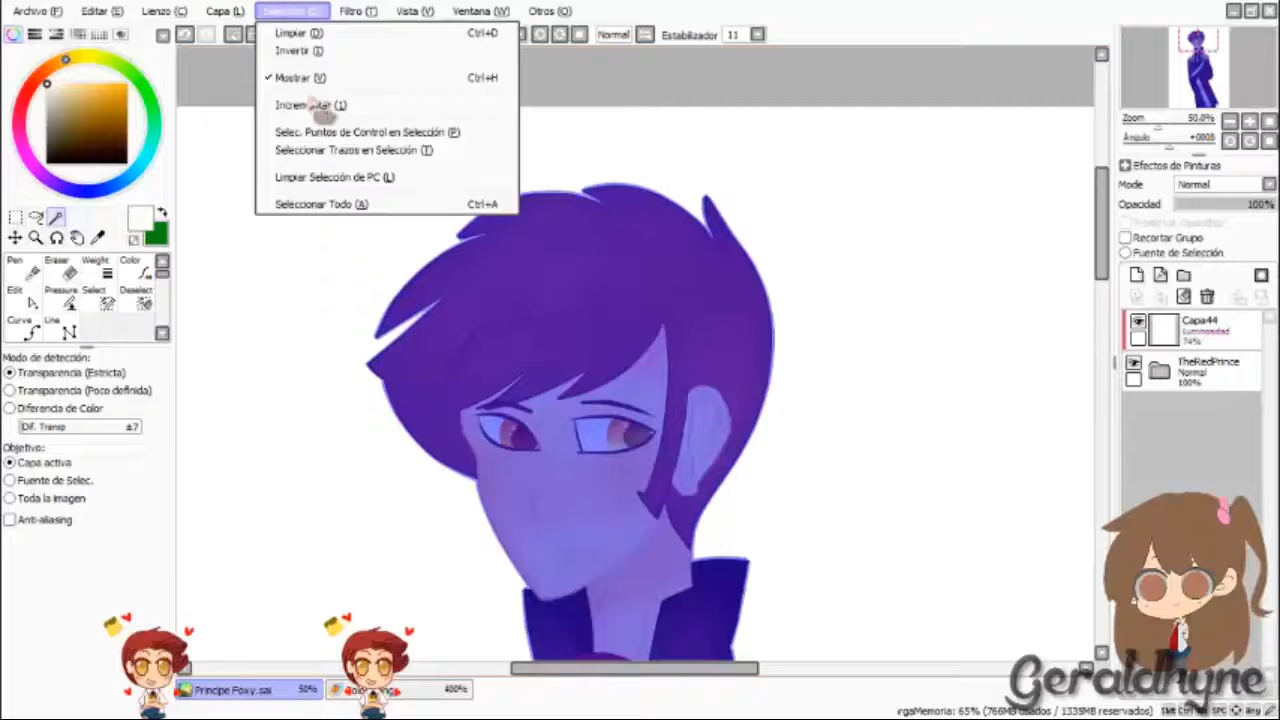 Archivo (F) Editar (E) Lienzo (C) Capa (L) Filtro (T) Vista (V) Ventana (W) Otros (O)
Limpiar (D) Ctrl+D
Invertir (I)
Mostrar (V) Ctrl+H
Incrementar (1)
Selec. Puntos de Control en Selección (P)
Seleccionar Trazos en Selección (T)
Limpiar Selección de PC (L)
Seleccionar Todo (A) Ctrl+A
Normal Estabilizador 11
Zoom 50.0%
Ángulo +000δ
Efectos de Pinturas
Modo Normal
Opacidad 100%
Recortar Grupo
Fuente de Selección
Capa44
Luminosidad
74%
TheRedPrince
Normal
100%
Pen Eraser Weight Color
Edit Pressure Select Deselect
Curve Line
Modo de detección:
Transparencia (Estricta)
Transparencia (Poco definida)
Diferencia de Color
Dif. Transp ±7
Objetivo:
Capa activa
Fuente de Selec.
Toda la imagen
Anti-aliasing
Principe Foxy.sai 50%
400%
Geraldhyne
rgaMemoria: 65% (766MB usados / 1335MB reservados)